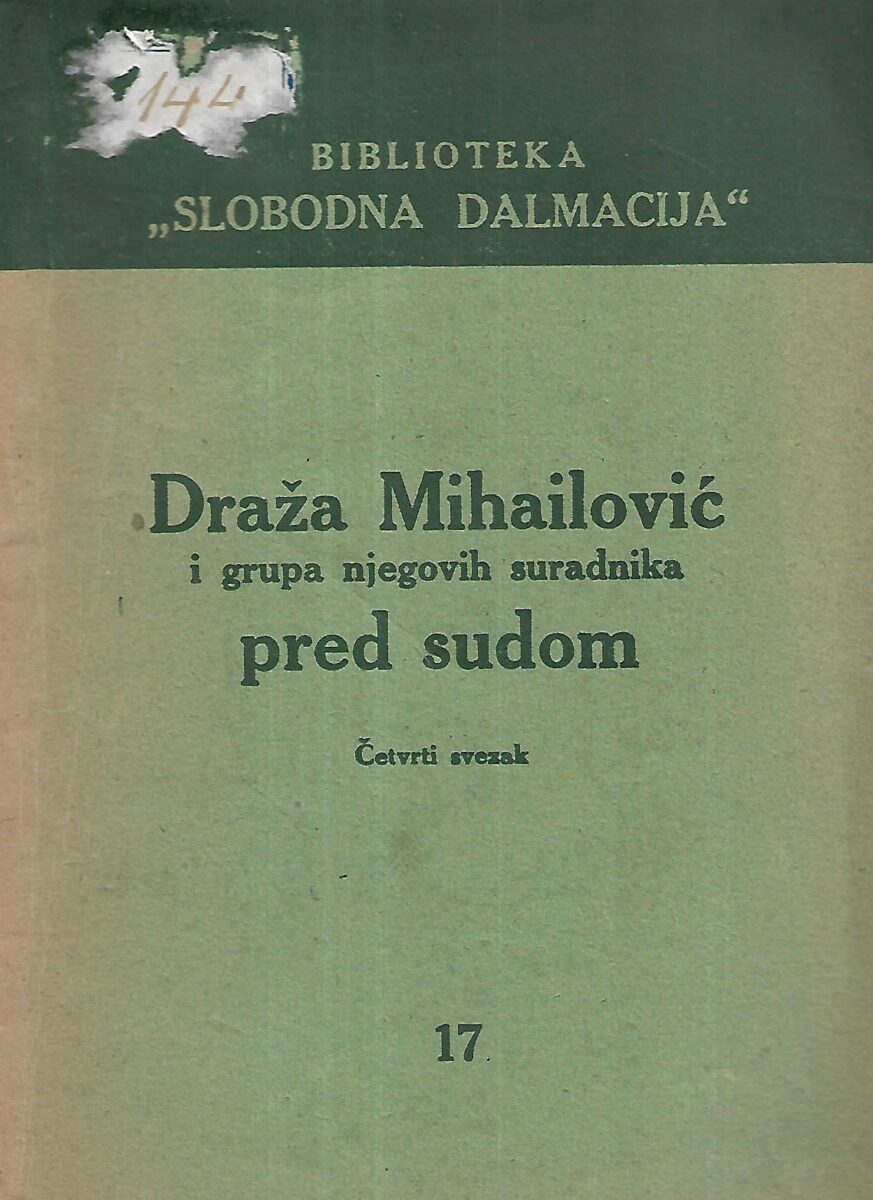 144
BIBLIOTEKA
„SLOBODNA DALMACIJA“
Draža Mihailović
i grupa njegovih suradnika
pred sudom
Četvrti svezak
17